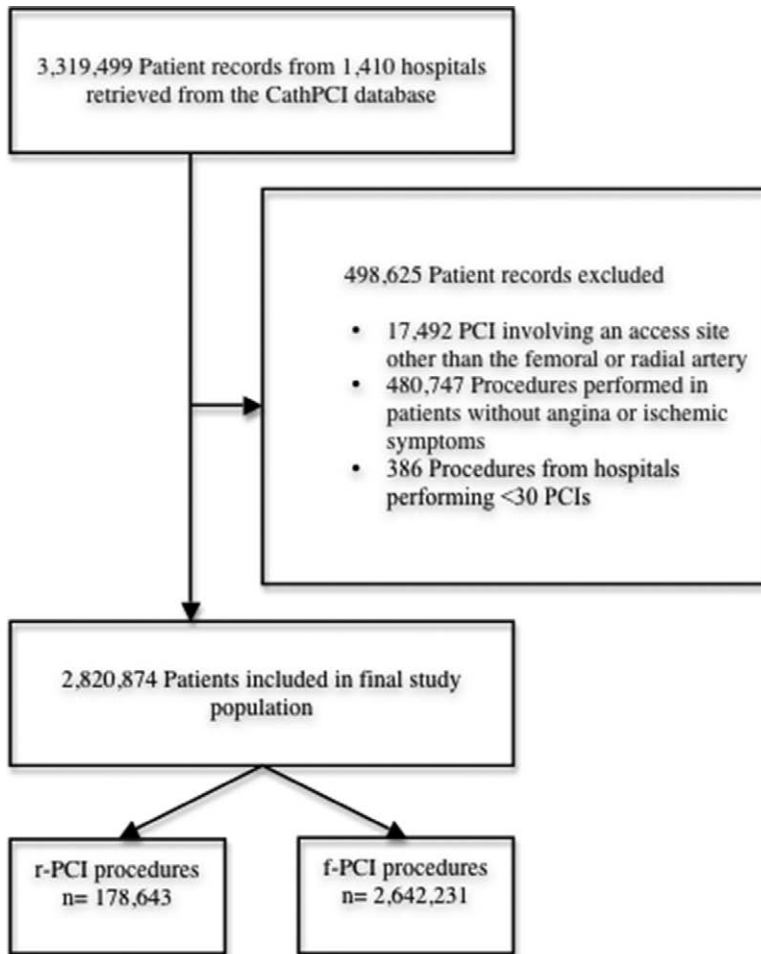 3,319,499 Patient records from 1,410 hospitals
retrieved from the CathPCI database
498,625 Patient records excluded
• 17,492 PCI involving an access site
other than the femoral or radial artery
• 480,747 Procedures performed in
patients without angina or ischemic
symptoms
• 386 Procedures from hospitals
performing <30 PCIs
2,820,874 Patients included in final study
population
r-PCI procedures
n= 178,643
f-PCI procedures
n= 2,642,231